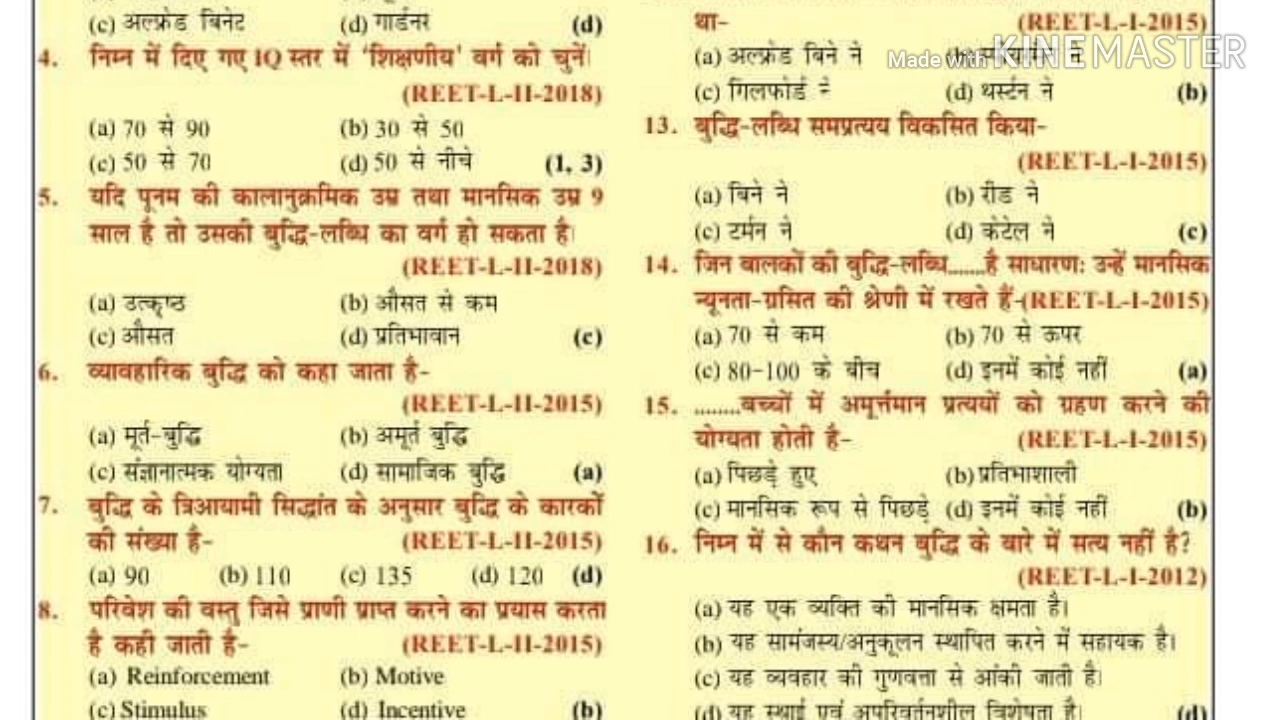 (c) अल्फ्रेड बिनेट (d) गार्डनर (d)
4. निम्न में दिए गए IQ स्तर में 'शिक्षणीय' वर्ग को चुनें।
(REET-L-II-2018)
(a) 70 से 90 (b) 30 से 50
(c) 50 से 70 (d) 50 से नीचे (1, 3)
5. यदि पूनम की कालानुक्रमिक उम्र तथा मानसिक उम्र 9
साल है तो उसकी बुद्धि-लब्धि का वर्ग हो सकता है।
(REET-L-II-2018)
(a) उत्कृष्ठ (b) औसत से कम
(c) औसत (d) प्रतिभावान (c)
6. व्यावहारिक बुद्धि को कहा जाता है-
(REET-L-II-2015)
(a) मूर्त-बुद्धि (b) अमूर्त बुद्धि
(c) संज्ञानात्मक योग्यता (d) सामाजिक बुद्धि (a)
7. बुद्धि के त्रिआयामी सिद्धांत के अनुसार बुद्धि के कारकों
की संख्या है- (REET-L-II-2015)
(a) 90 (b) 110 (c) 135 (d) 120 (d)
8. परिवेश की वस्तु जिसे प्राणी प्राप्त करने का प्रयास करता
है कही जाती है- (REET-L-II-2015)
(a) Reinforcement (b) Motive
(c) Stimulus (d) Incentive (b)
था- (REET-L-I-2015)
(a) अल्फ्रेड बिने ने (b) ने
(c) गिलफोर्ड ने (d) थर्स्टन ने (b)
Made with KINEMASTER
13. बुद्धि-लब्धि समप्रत्यय विकसित किया-
(REET-L-I-2015)
(a) बिने ने (b) रीड ने
(c) टर्मन ने (d) केटेल ने (c)
14. जिन बालकों की बुद्धि-लब्धि.......है साधारण: उन्हें मानसिक
न्यूनता-ग्रसित की श्रेणी में रखते हैं-(REET-L-I-2015)
(a) 70 से कम (b) 70 से ऊपर
(c) 80-100 के बीच (d) इनमें कोई नहीं (a)
15. ........बच्चों में अमूर्त्तमान प्रत्ययों को ग्रहण करने की
योग्यता होती है- (REET-L-I-2015)
(a) पिछड़े हुए (b) प्रतिभाशाली
(c) मानसिक रूप से पिछड़े (d) इनमें कोई नहीं (b)
16. निम्न में से कौन कथन बुद्धि के बारे में सत्य नहीं है?
(REET-L-I-2012)
(a) यह एक व्यक्ति की मानसिक क्षमता है।
(b) यह सामंजस्य/अनुकूलन स्थापित करने में सहायक है।
(c) यह व्यवहार की गुणवत्ता से आंकी जाती है।
(d) यह स्थाई एवं अपरिवर्तनशील विशेषता है। (d)